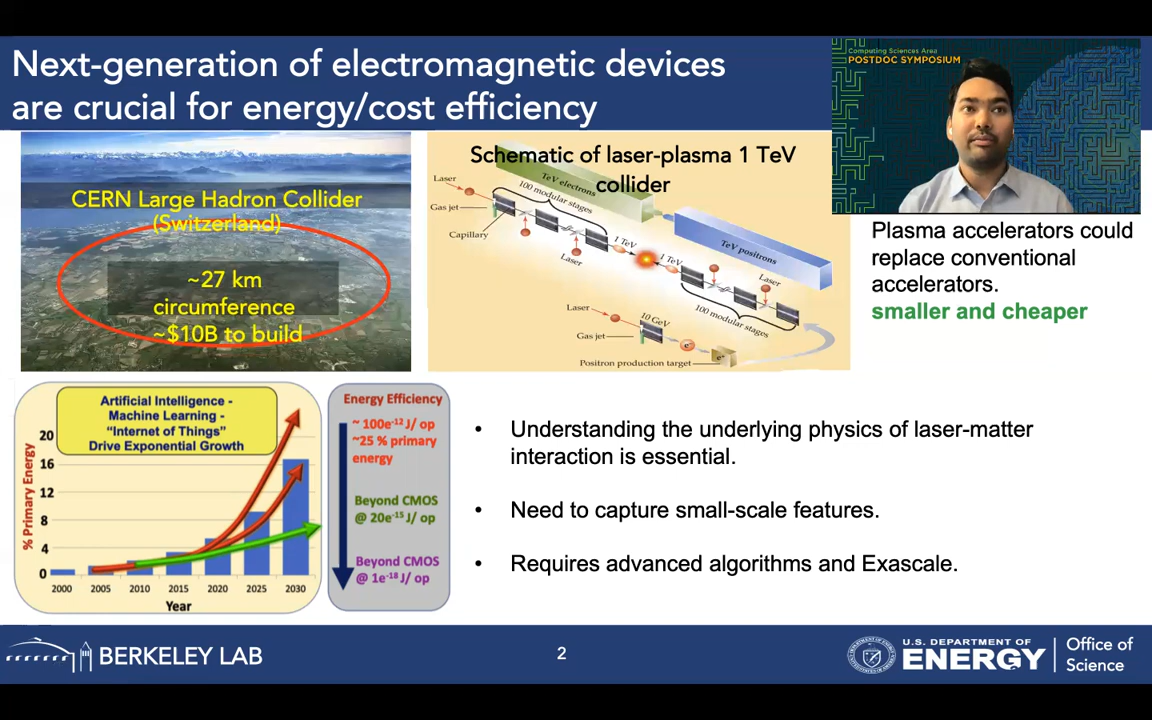 Next-generation of electromagnetic devices
are crucial for energy/cost efficiency
Computing Sciences Area
POSTDOC SYMPOSIUM
CERN Large Hadron Collider
(Switzerland)
~27 km
circumference
~$10B to build
Schematic of laser-plasma 1 TeV
collider
TeV electrons
Laser
100 modular stages
Gas jet
Capillary
Laser
1 TeV
1 TeV
TeV positrons
Laser
100 modular stages
Laser
10 GeV
Gas jet
e-
e+
Positron production target
Plasma accelerators could
replace conventional
accelerators.
smaller and cheaper
Artificial Intelligence -
Machine Learning -
“Internet of Things”
Drive Exponential Growth
% Primary Energy
20
16
12
8
4
0
2000 2005 2010 2015 2020 2025 2030
Year
Energy Efficiency
~ 100e-12 J/ op
~25 % primary
energy
Beyond CMOS
@ 20e-15 J/ op
Beyond CMOS
@ 1e-18 J/ op
• Understanding the underlying physics of laser-matter
interaction is essential.
• Need to capture small-scale features.
• Requires advanced algorithms and Exascale.
BERKELEY LAB
2
U.S. DEPARTMENT OF
ENERGY
Office of
Science